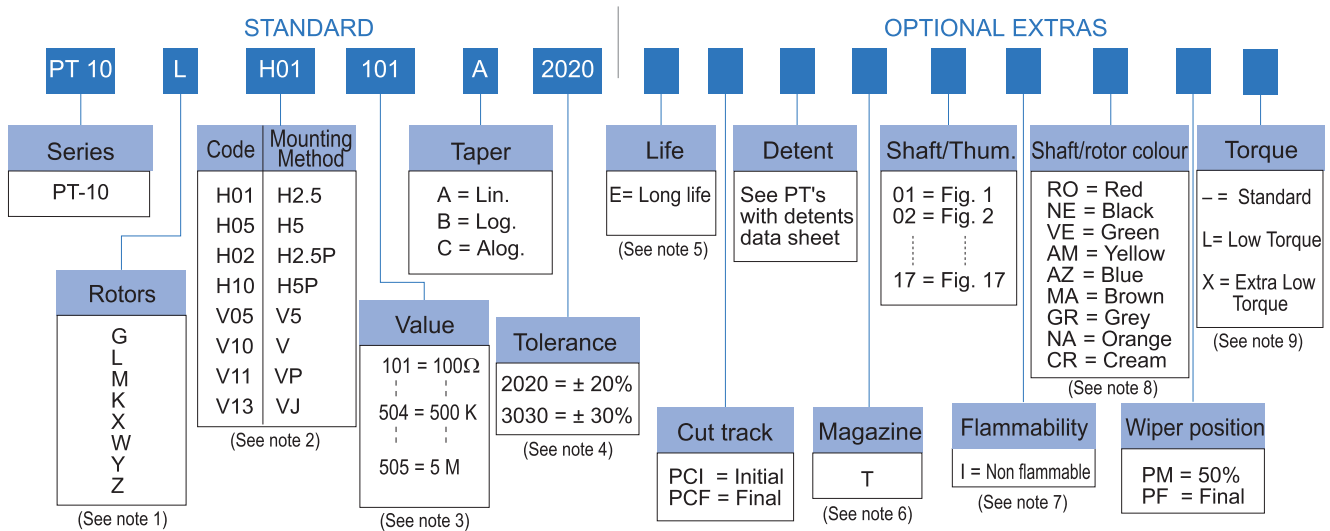 STANDARD
OPTIONAL EXTRAS
PT 10
L
H01
101
A
2020
Series
PT-10
Rotors
G
L
M
K
X
W
Y
Z
(See note 1)
Code Mounting Method
H01 H2.5
H05 H5
H02 H2.5P
H10 H5P
V05 V5
V10 V
V11 VP
V13 VJ
(See note 2)
Value
101 = 100Ω
504 = 500 K
505 = 5 M
(See note 3)
Taper
A = Lin.
B = Log.
C = Alog.
Tolerance
2020 = ± 20%
3030 = ± 30%
(See note 4)
Life
E= Long life
(See note 5)
Cut track
PCI = Initial
PCF = Final
Detent
See PT's
with detents
data sheet
Magazine
T
(See note 6)
Shaft/Thum.
01 = Fig. 1
02 = Fig. 2
17 = Fig. 17
Flammability
I = Non flammable
(See note 7)
Shaft/rotor colour
RO = Red
NE = Black
VE = Green
AM = Yellow
AZ = Blue
MA = Brown
GR = Grey
NA = Orange
CR = Cream
(See note 8)
Wiper position
PM = 50%
PF = Final
Torque
– = Standard
L= Low Torque
X = Extra Low
Torque
(See note 9)